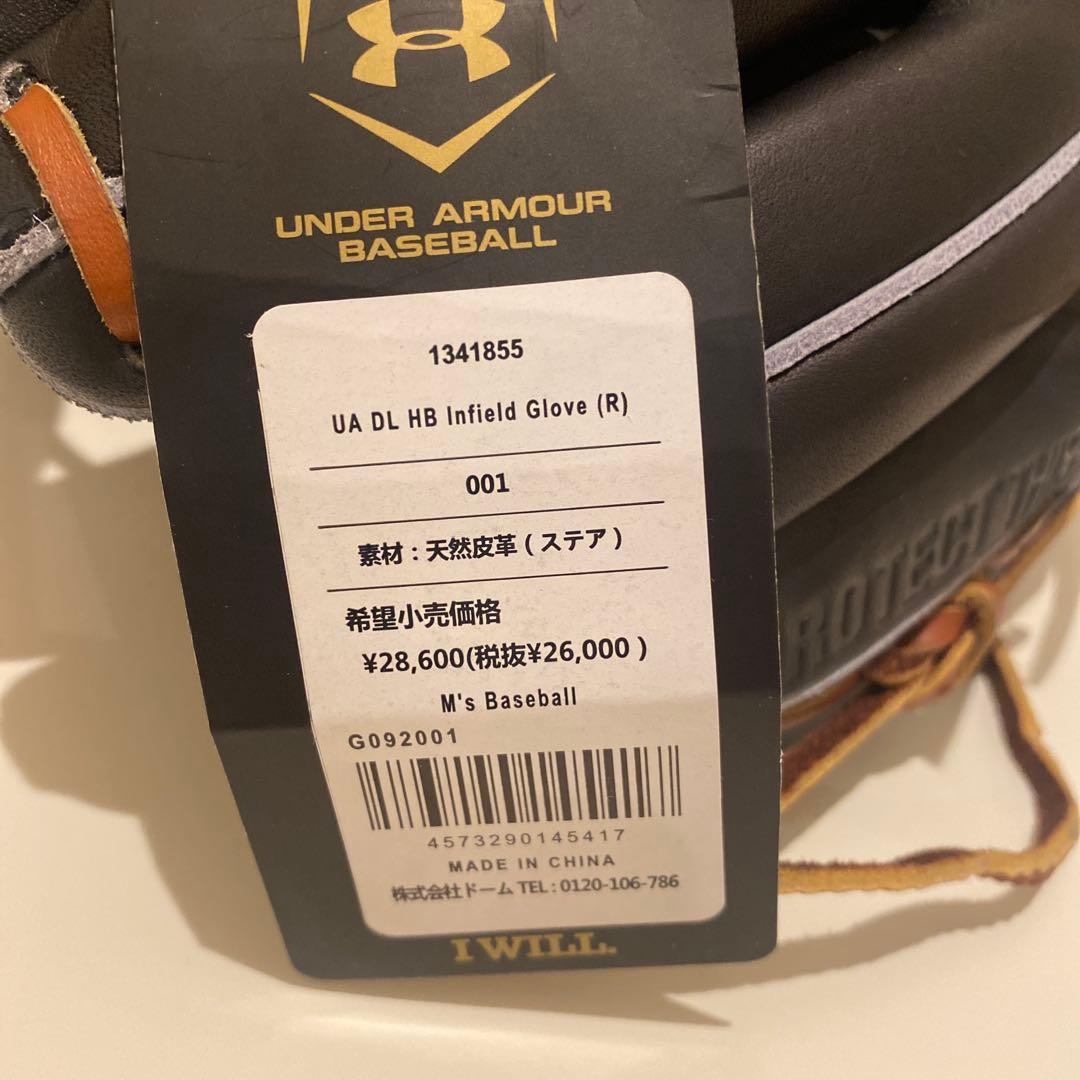 UNDER ARMOUR
BASEBALL
1341855
UA DL HB Infield Glove (R)
001
素材：天然皮革 ( ステア )
希望小売価格
¥28,600(税抜¥26,000 )
M's Baseball
G092001
4573290145417
MADE IN CHINA
株式会社ドーム TEL : 0120-106-786
I WILL.
ROTECT